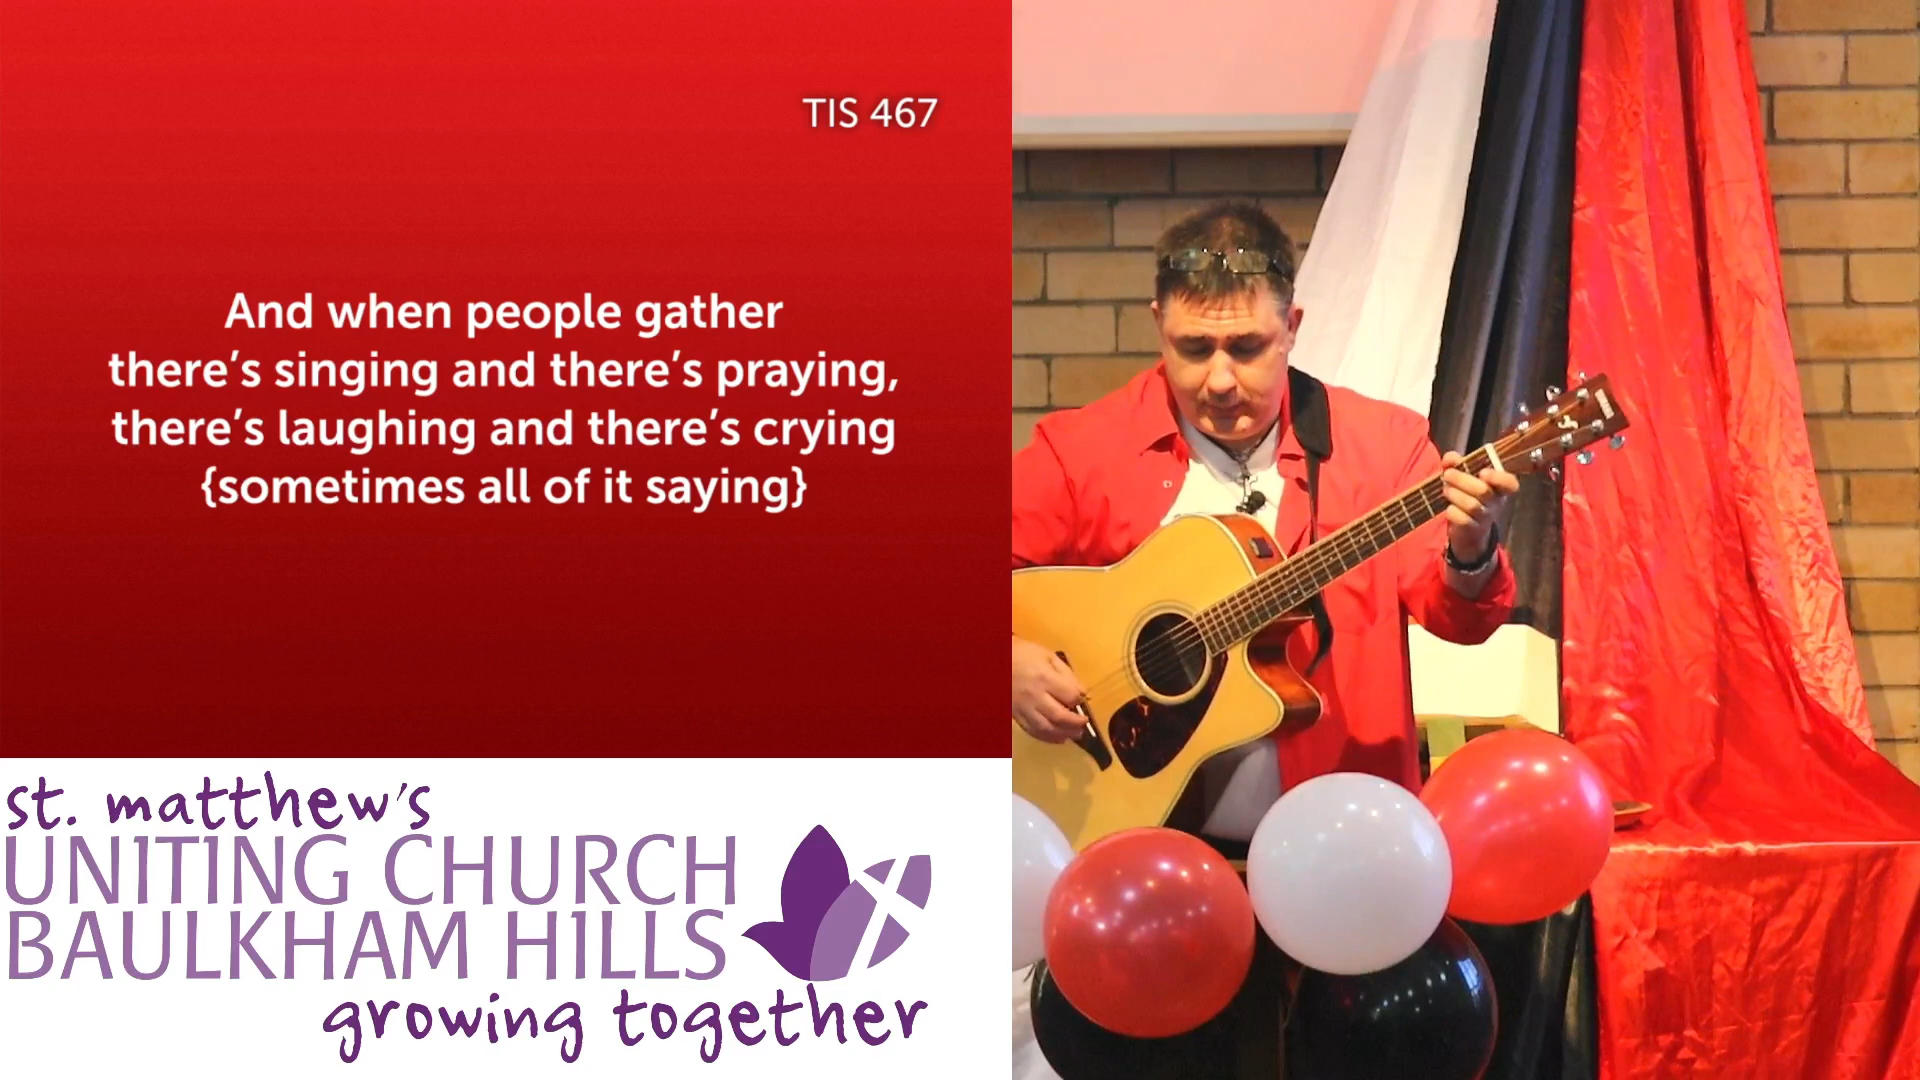 TIS 467
And when people gather
there’s singing and there’s praying,
there’s laughing and there’s crying
{sometimes all of it saying}
st. matthew's
UNITING CHURCH
BAULKHAM HILLS
growing together